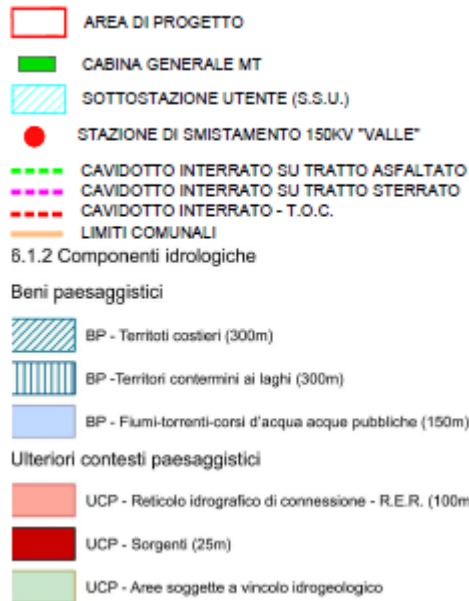 AREA DI PROGETTO
CABINA GENERALE MT
SOTTOSTAZIONE UTENTE (S.S.U.)
STAZIONE DI SMISTAMENTO 150KV "VALLE"
CAVIDOTTO INTERRATO SU TRATTO ASFALTATO
CAVIDOTTO INTERRATO SU TRATTO STERRATO
CAVIDOTTO INTERRATO - T.O.C.
LIMITI COMUNALI
6.1.2 Componenti idrologiche
Beni paesaggistici
BP - Territoti costieri (300m)
BP -Territori contermini ai laghi (300m)
BP - Fiumi-torrenti-corsi d'acqua acque pubbliche (150m)
Ulteriori contesti paesaggistici
UCP - Reticolo idrografico di connessione - R.E.R. (100m
UCP - Sorgenti (25m)
UCP - Aree soggette a vincolo idrogeologico